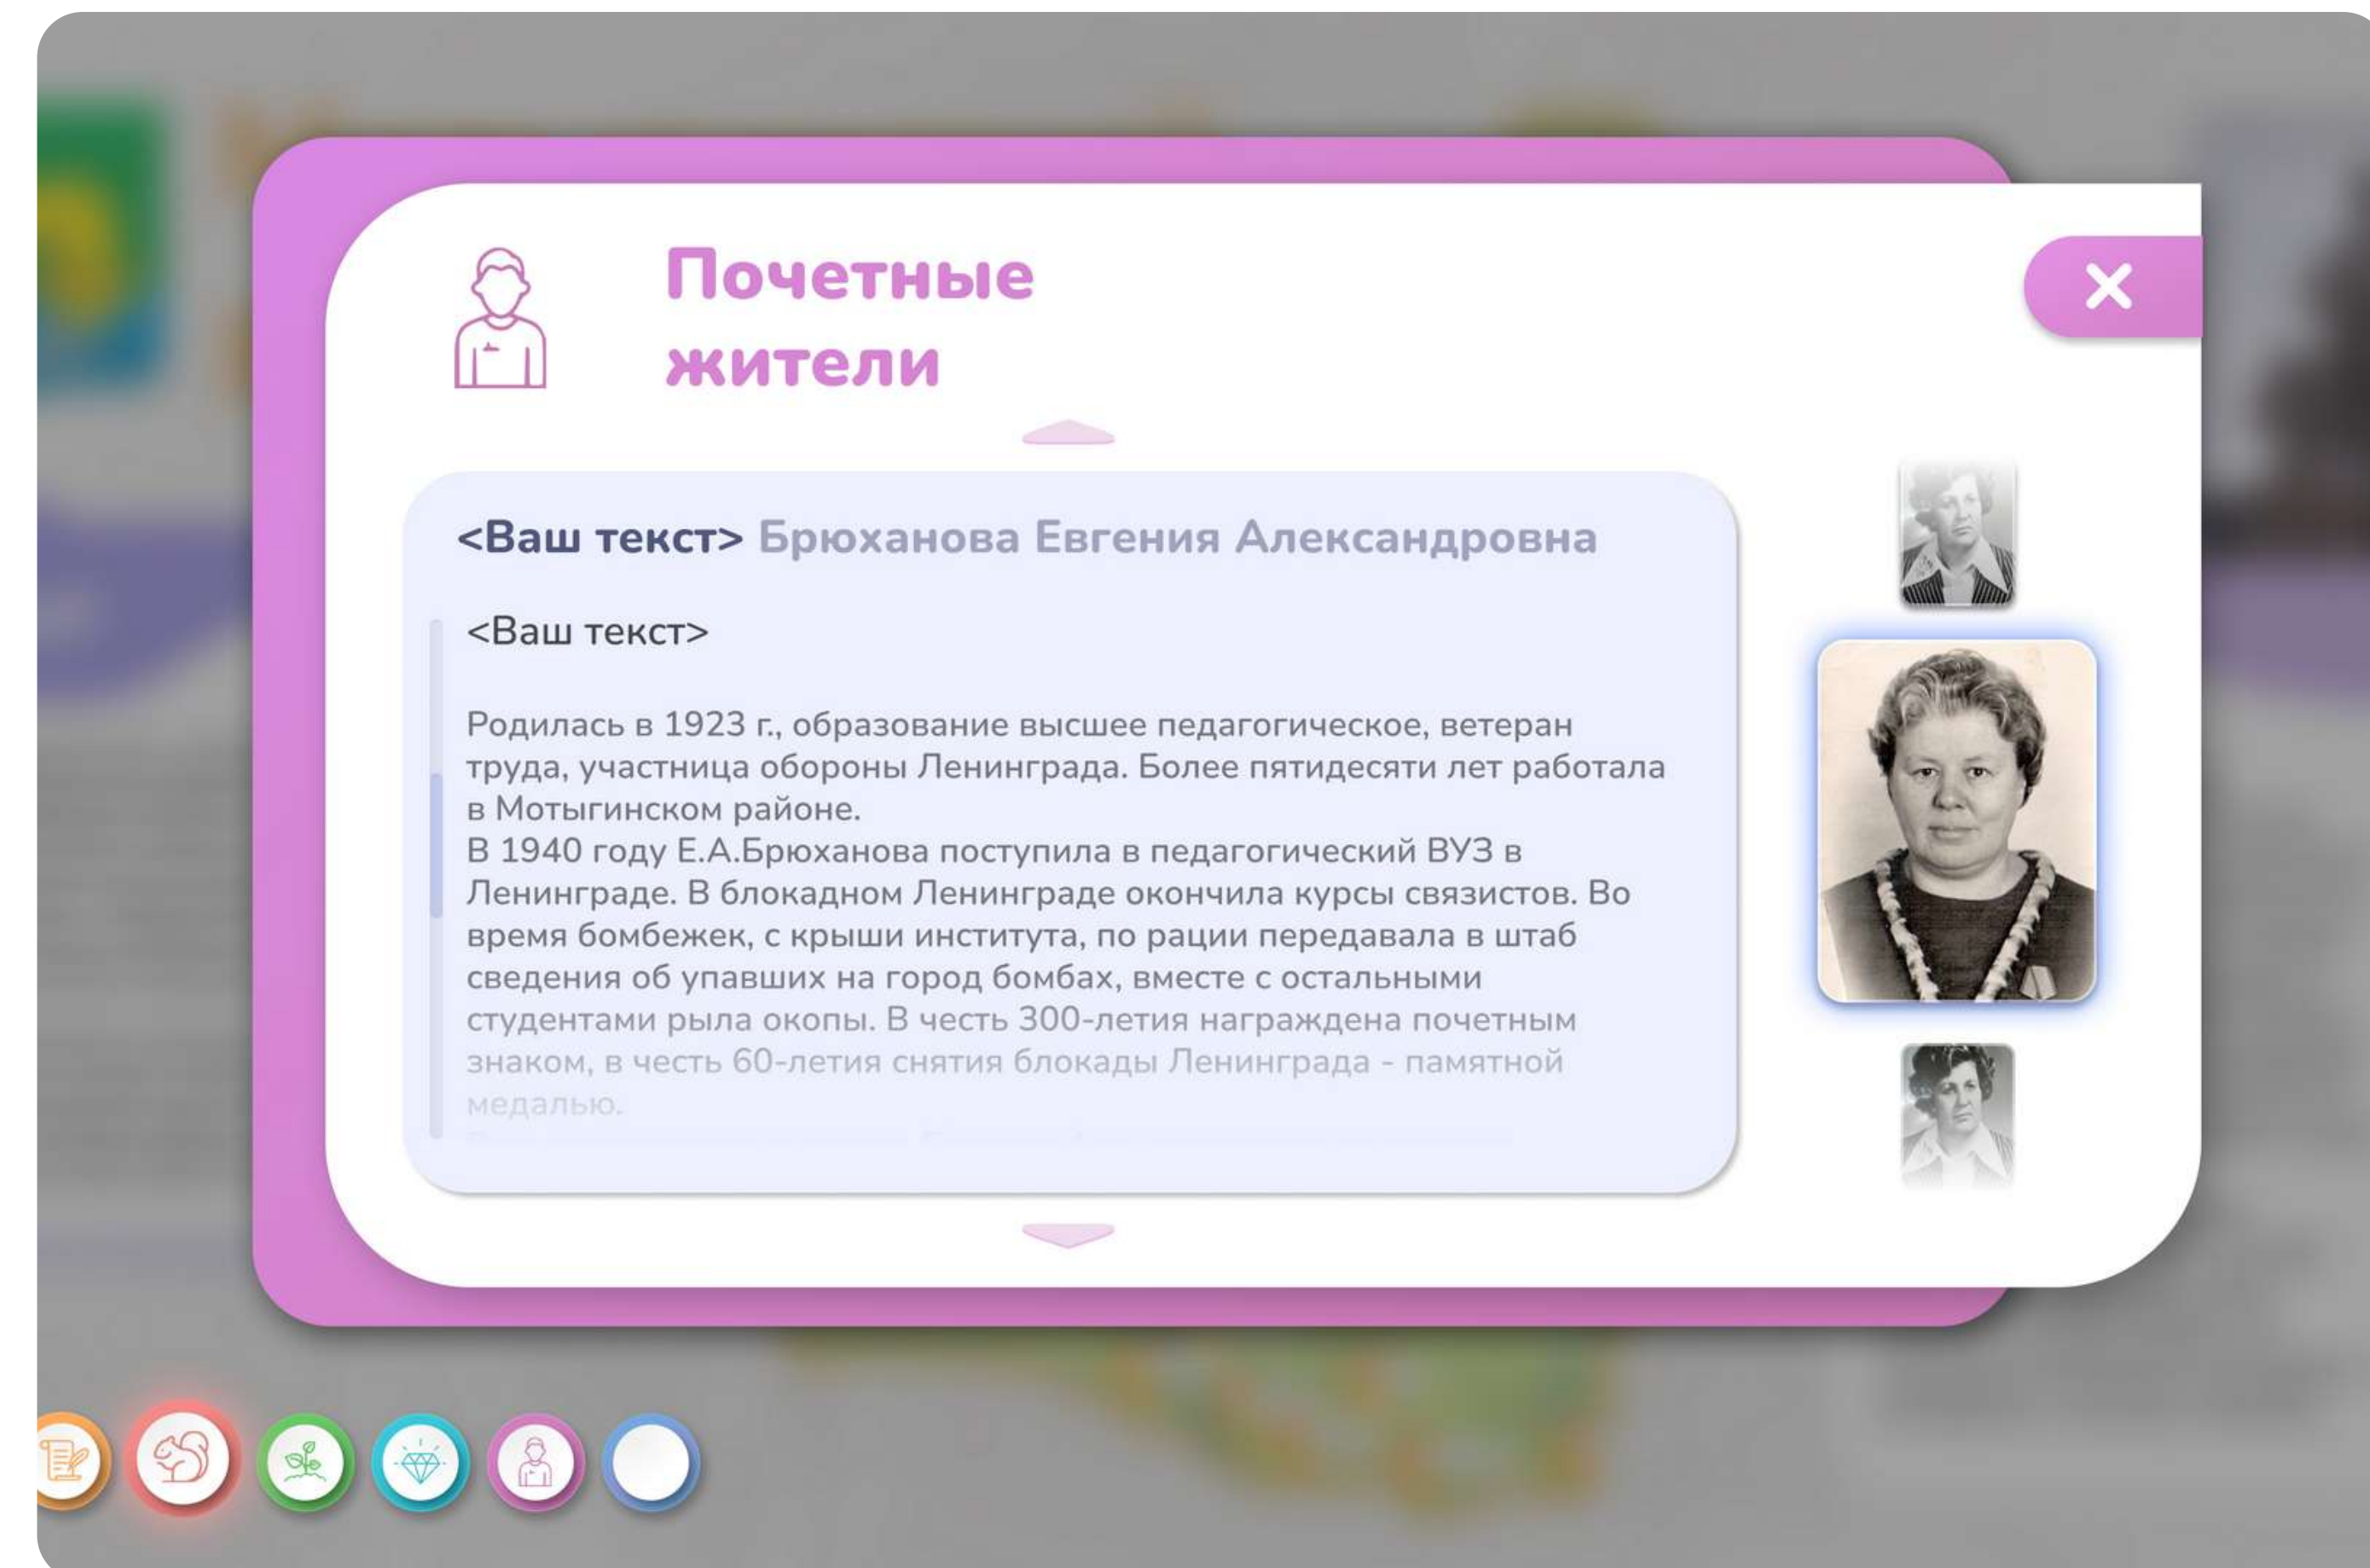 Почетные
жители
<Ваш текст> Брюханова Евгения Александровна
<Ваш текст>
Родилась в 1923 г., образование высшее педагогическое, ветеран
труда, участница обороны Ленинграда. Более пятидесяти лет работала
в Мотыгинском районе.
В 1940 году Е.А.Брюханова поступила в педагогический ВУЗ в
Ленинграде. В блокадном Ленинграде окончила курсы связистов. Во
время бомбежек, с крыши института, по рации передавала в штаб
сведения об упавших на город бомбах, вместе с остальными
студентами рыла окопы. В честь 300-летия награждена почетным
знаком, в честь 60-летия снятия блокады Ленинграда - памятной
медалью.